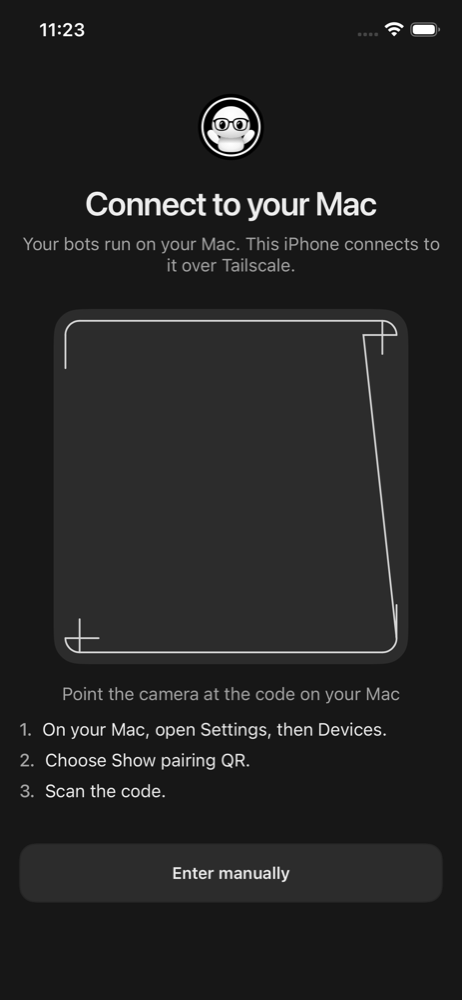 11:23
Connect to your Mac
Your bots run on your Mac. This iPhone connects to
it over Tailscale.
Point the camera at the code on your Mac
1. On your Mac, open Settings, then Devices.
2. Choose Show pairing QR.
3. Scan the code.
Enter manually